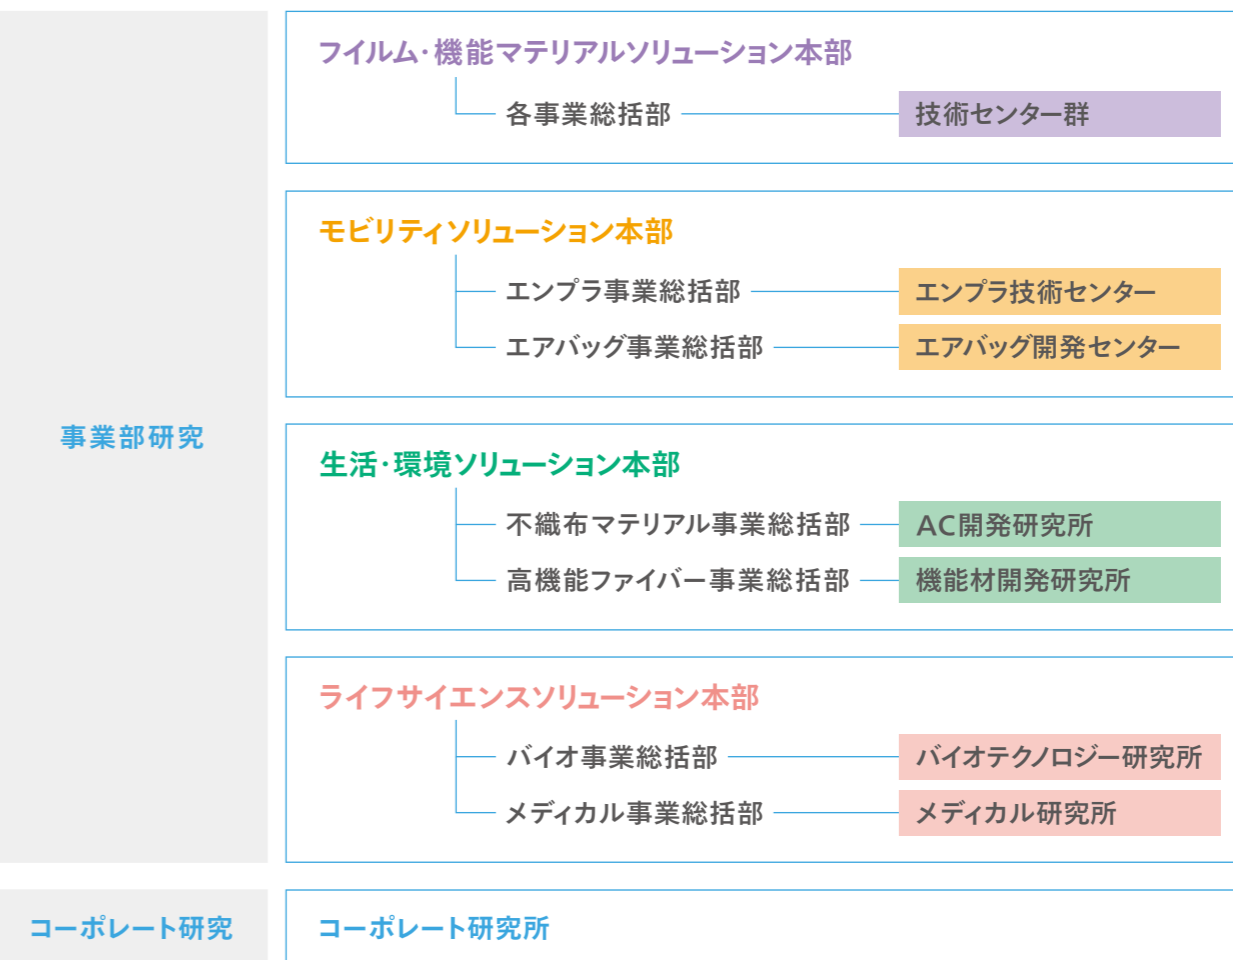 事業部研究
フイルム・機能マテリアルソリューション本部
各事業総括部
技術センター群
モビリティソリューション本部
エンプラ事業総括部
エンプラ技術センター
エアバッグ事業総括部
エアバッグ開発センター
生活・環境ソリューション本部
不織布マテリアル事業総括部
AC開発研究所
高機能ファイバー事業総括部
機能材開発研究所
ライフサイエンスソリューション本部
バイオ事業総括部
バイオテクノロジー研究所
メディカル事業総括部
メディカル研究所
コーポレート研究
コーポレート研究所